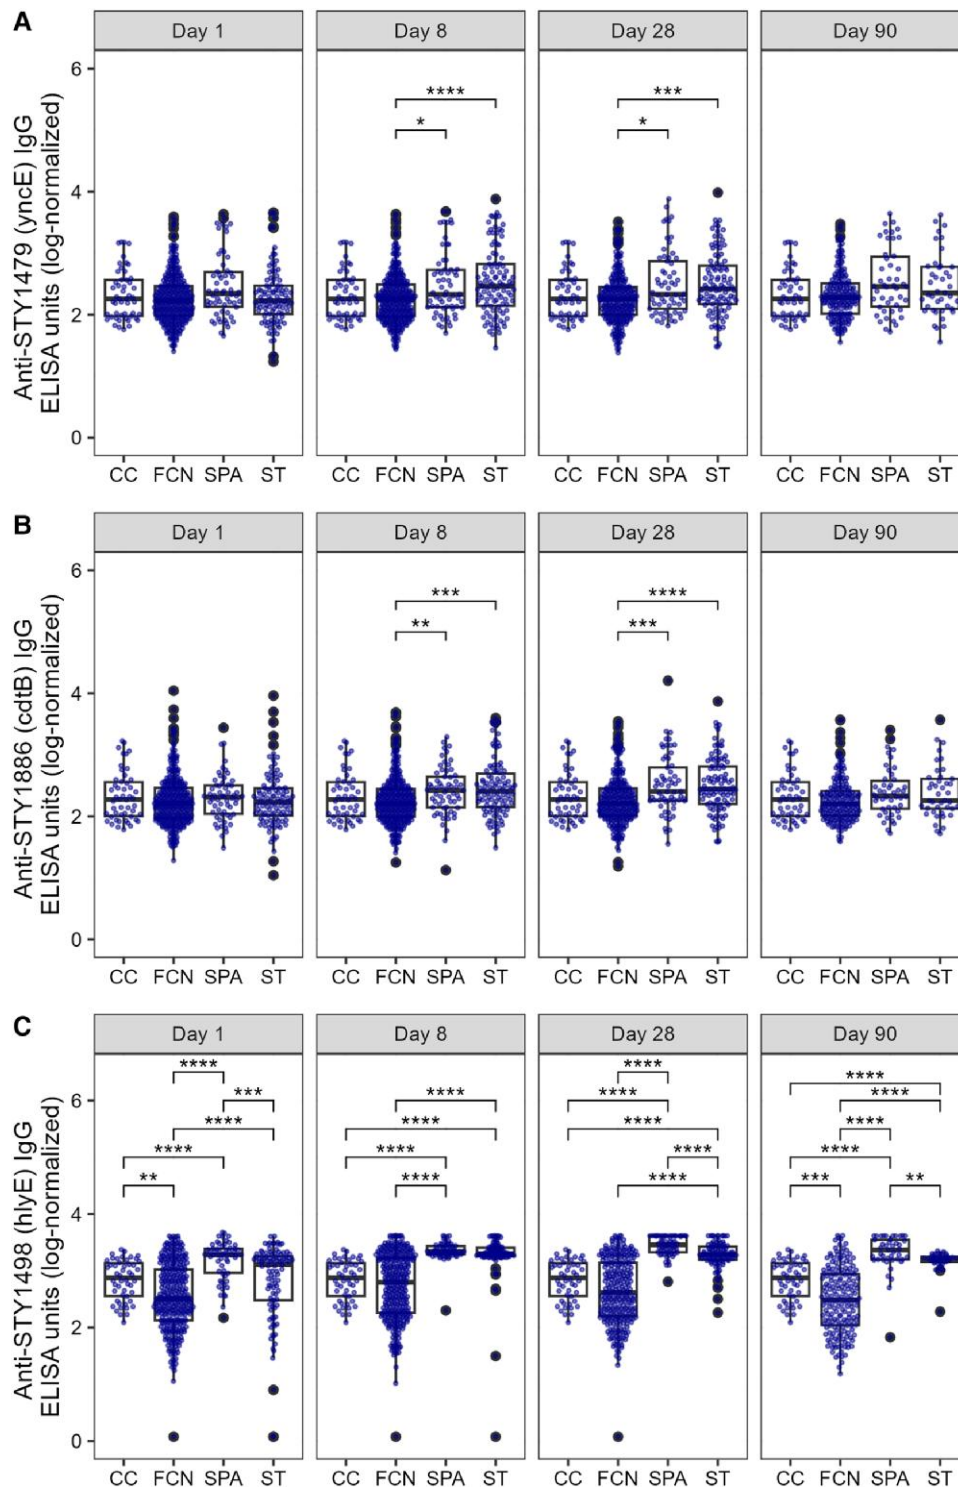 A
Day 1 Day 8 Day 28 Day 90
Anti-STY1479 (yncE) IgG
ELISA units (log-normalized)
6
**** ***
* *
4
2
0
CC FCN SPA ST CC FCN SPA ST CC FCN SPA ST CC FCN SPA ST
B
Day 1 Day 8 Day 28 Day 90
Anti-STY1886 (cdtB) IgG
ELISA units (log-normalized)
6
*** ****
** ***
4
2
0
CC FCN SPA ST CC FCN SPA ST CC FCN SPA ST CC FCN SPA ST
C
Day 1 Day 8 Day 28 Day 90
Anti-STY1498 (hlyE) IgG
ELISA units (log-normalized)
**** ****
****
6
*** **** **** ****
**** **** **** ****
**** **** **** ****
** **** **** *** **
4
2
0
CC FCN SPA ST CC FCN SPA ST CC FCN SPA ST CC FCN SPA ST